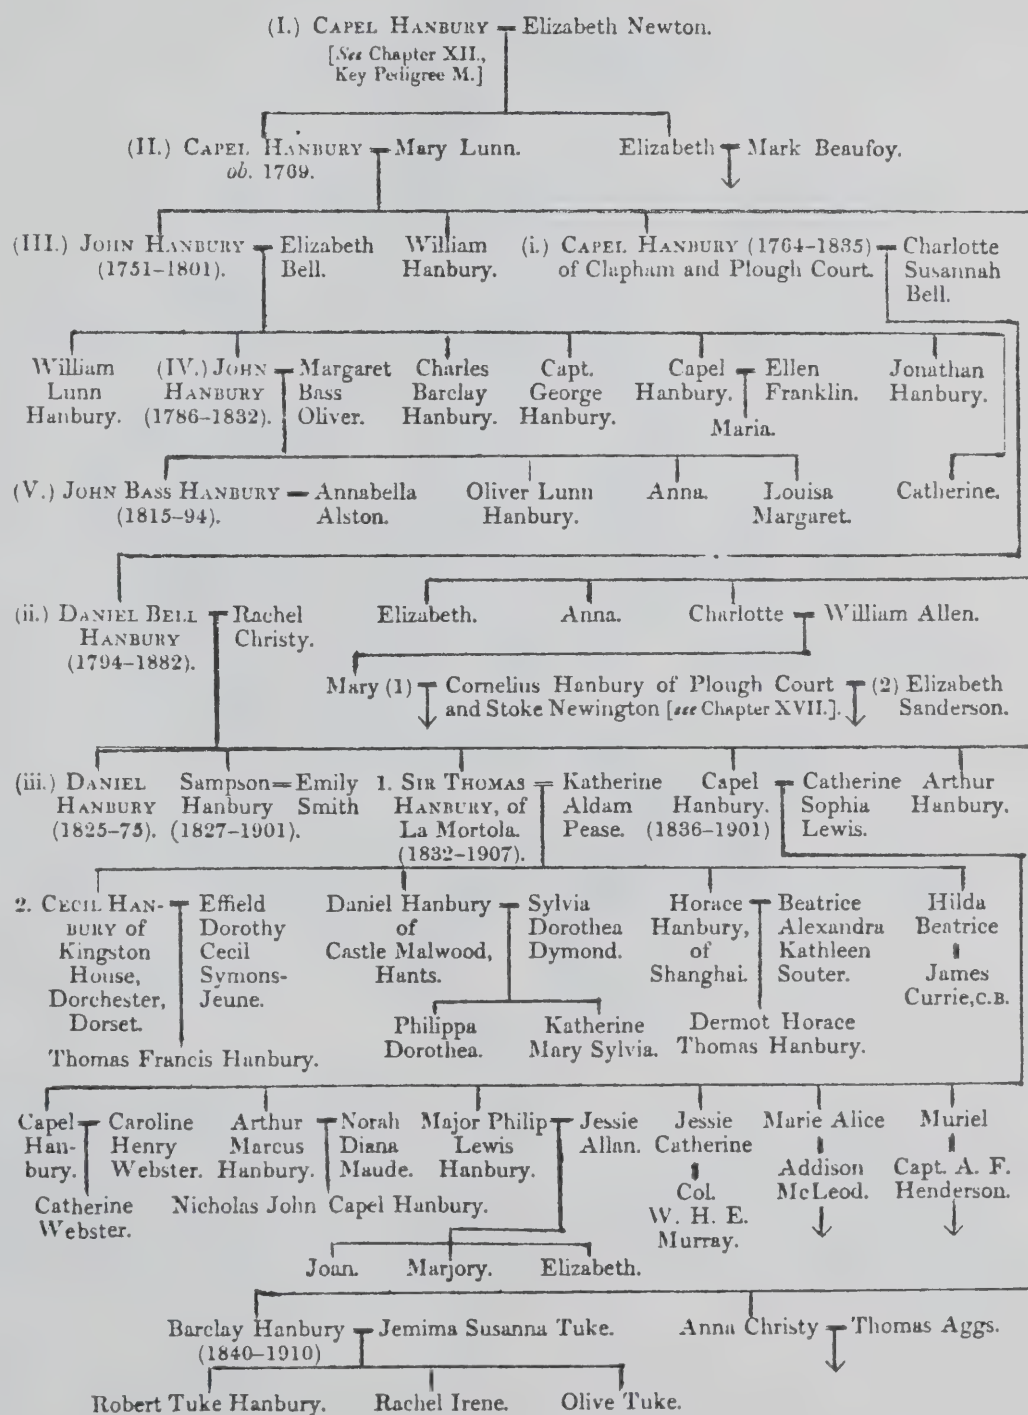 (I.) CAPEL HANBURY = Elizabeth Newton.
[See Chapter XII.,
Key Pedigree M.]
(II.) CAPEL HANBURY = Mary Lunn. Elizabeth = Mark Beaufoy.
ob. 1769.
(III.) JOHN HANBURY = Elizabeth William (i.) CAPEL HANBURY (1764–1835) = Charlotte
(1751–1801). Bell. Hanbury. of Clapham and Plough Court. Susannah
Bell.
William (IV.) JOHN = Margaret Charles Capt. Capel = Ellen Jonathan
Lunn HANBURY Bass Barclay George Hanbury. Franklin. Hanbury.
Hanbury. (1786–1832). Oliver. Hanbury. Hanbury. Maria.
(V.) JOHN BASS HANBURY = Annabella Oliver Lunn Anna. Louisa Catherine.
(1815–94). Alston. Hanbury. Margaret.
(ii.) DANIEL BELL = Rachel Elizabeth. Anna. Charlotte = William Allen.
HANBURY Christy.
(1794–1882).
Mary (1) = Cornelius Hanbury of Plough Court = (2) Elizabeth
and Stoke Newington [see Chapter XVII.]. Sanderson.
(iii.) DANIEL Sampson = Emily 1. SIR THOMAS = Katherine Capel = Catherine Arthur
HANBURY Hanbury Smith HANBURY, of Aldam Hanbury. Sophia Hanbury.
(1825–75). (1827–1901). La Mortola. Pease. (1836–1901) Lewis.
(1832–1907).
2. CECIL HAN- = Effield Daniel Hanbury = Sylvia Horace = Beatrice Hilda
BURY of Dorothy of Dorothea Hanbury, Alexandra Beatrice
Kingston Cecil Castle Malwood, Dymond. of Kathleen
House, Symons- Hants. Shanghai. Souter. James
Dorchester, Jeune. Currie, C.B.
Dorset. Philippa Katherine Dermot Horace
Thomas Francis Hanbury. Dorothea. Mary Sylvia. Thomas Hanbury.
Capel = Caroline Arthur = Norah Major Philip = Jessie Jessie Marie Alice Muriel
Han- Henry Marcus Diana Lewis Allan. Catherine
bury. Webster. Hanbury. Maude. Hanbury. Addison Capt. A. F.
Catherine Nicholas John Capel Hanbury. Col. McLeod. Henderson.
Webster. W. H. E.
Murray.
Joan. Marjory. Elizabeth.
Barclay Hanbury = Jemima Susanna Tuke. Anna Christy = Thomas Aggs.
(1840–1910)
Robert Tuke Hanbury. Rachel Irene. Olive Tuke.